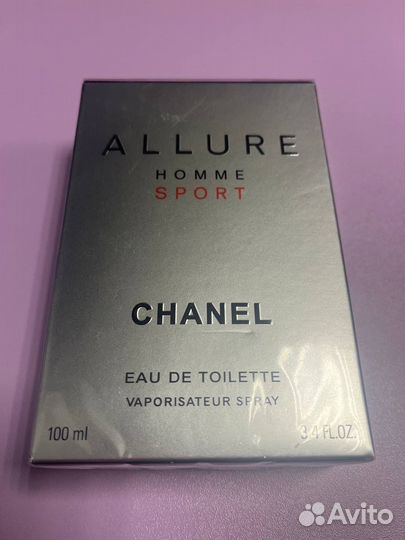 ALLURE
HOMME
SPORT
CHANEL
EAU DE TOILETTE
VAPORISATEUR SPRAY
100 ml 3.4 FL.OZ.
Avito